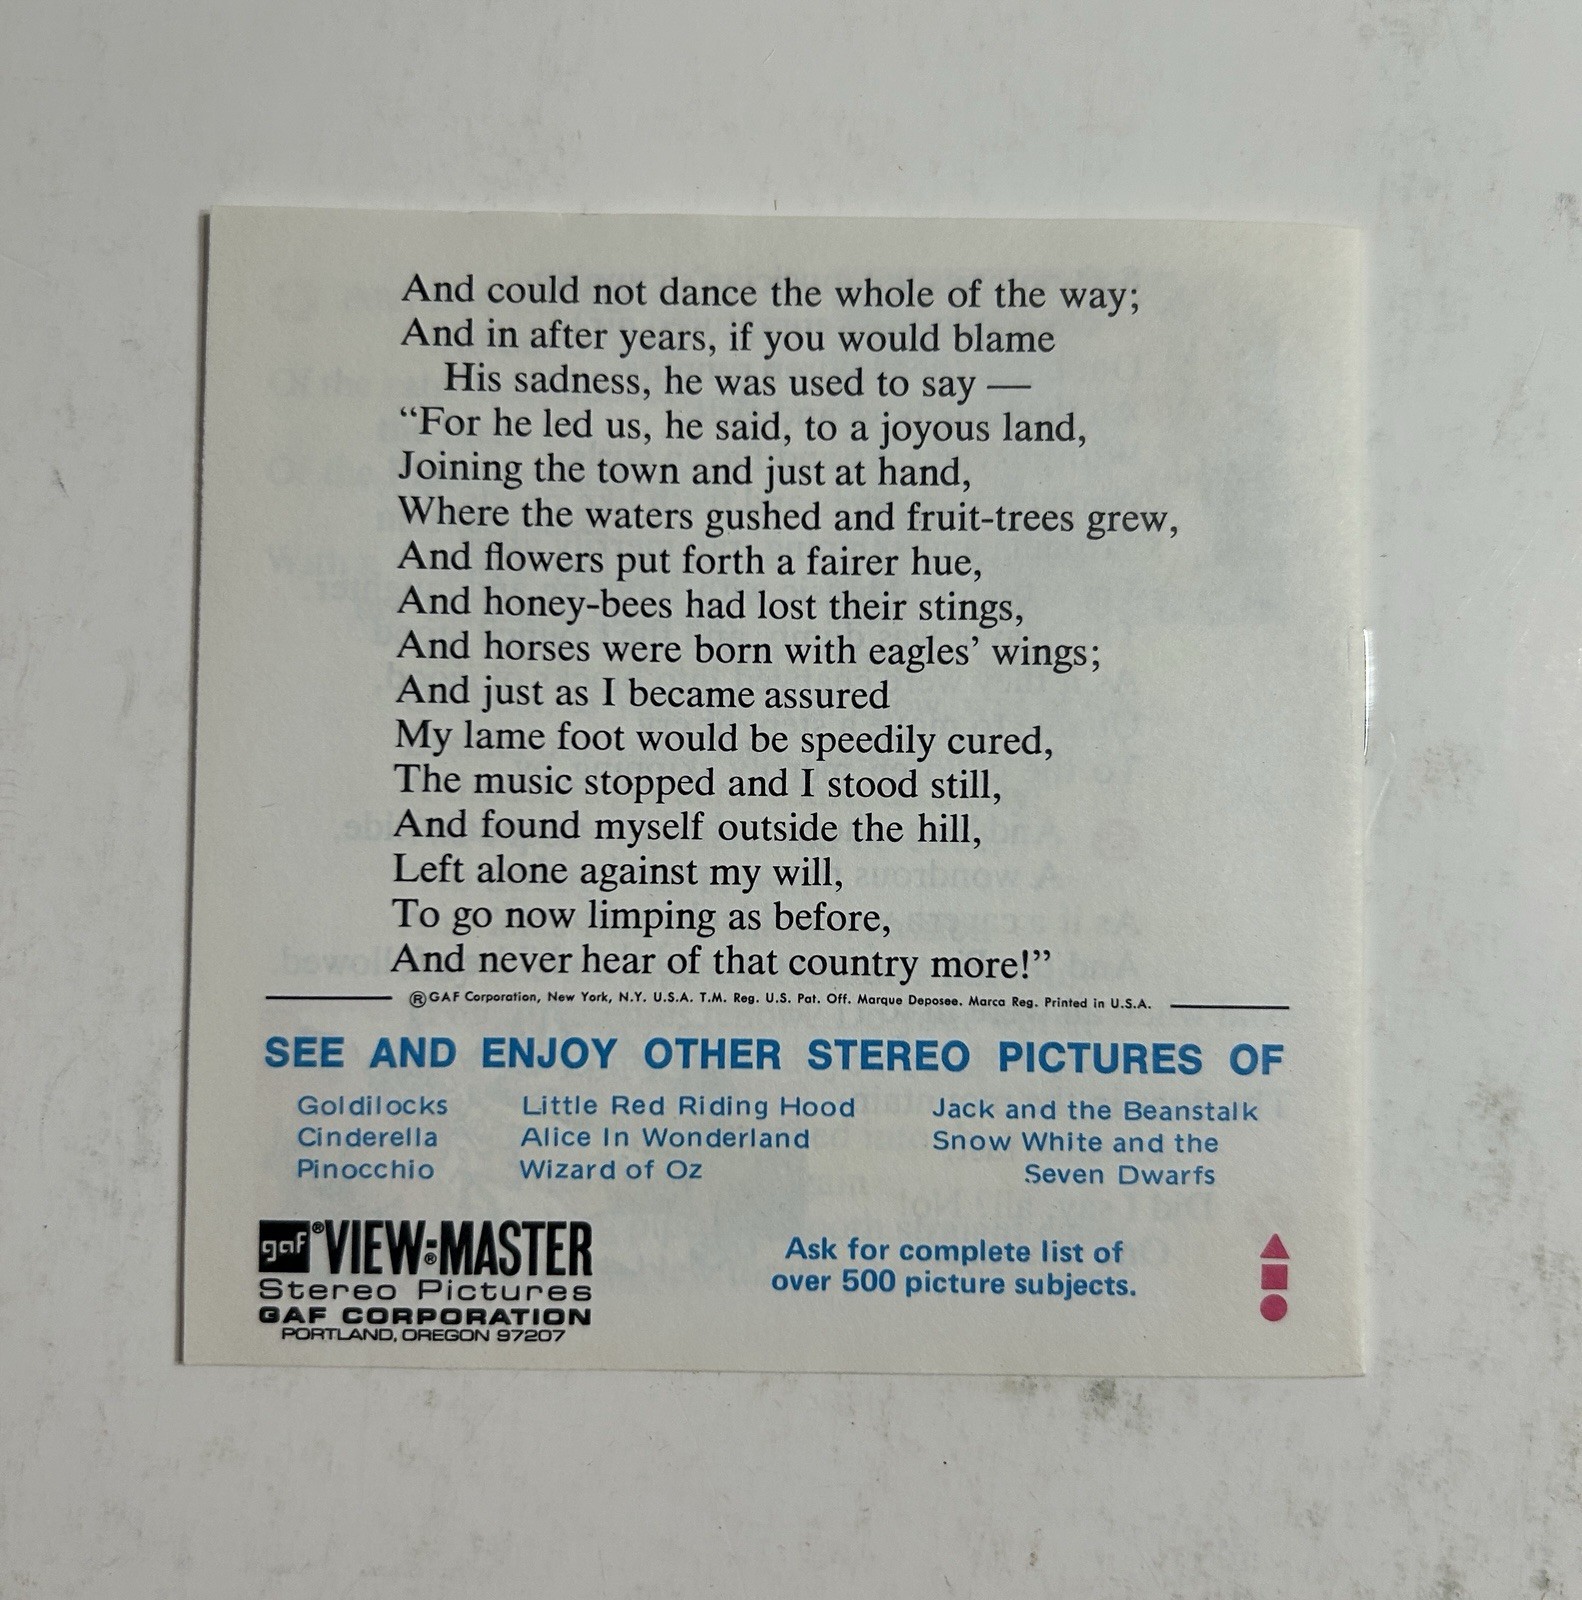 And could not dance the whole of the way;
And in after years, if you would blame
His sadness, he was used to say —
“For he led us, he said, to a joyous land,
Joining the town and just at hand,
Where the waters gushed and fruit-trees grew,
And flowers put forth a fairer hue,
And honey-bees had lost their stings,
And horses were born with eagles’ wings;
And just as I became assured
My lame foot would be speedily cured,
The music stopped and I stood still,
And found myself outside the hill,
Left alone against my will,
To go now limping as before,
And never hear of that country more!”
®GAF Corporation, New York, N.Y. U.S.A. T.M. Reg. U.S. Pat. Off. Marque Deposee. Marca Reg. Printed in U.S.A.
SEE AND ENJOY OTHER STEREO PICTURES OF
Goldilocks Little Red Riding Hood Jack and the Beanstalk
Cinderella Alice In Wonderland Snow White and the
Pinocchio Wizard of Oz Seven Dwarfs
gaf® VIEW-MASTER®
Stereo Pictures
GAF CORPORATION
PORTLAND, OREGON 97207
Ask for complete list of
over 500 picture subjects.